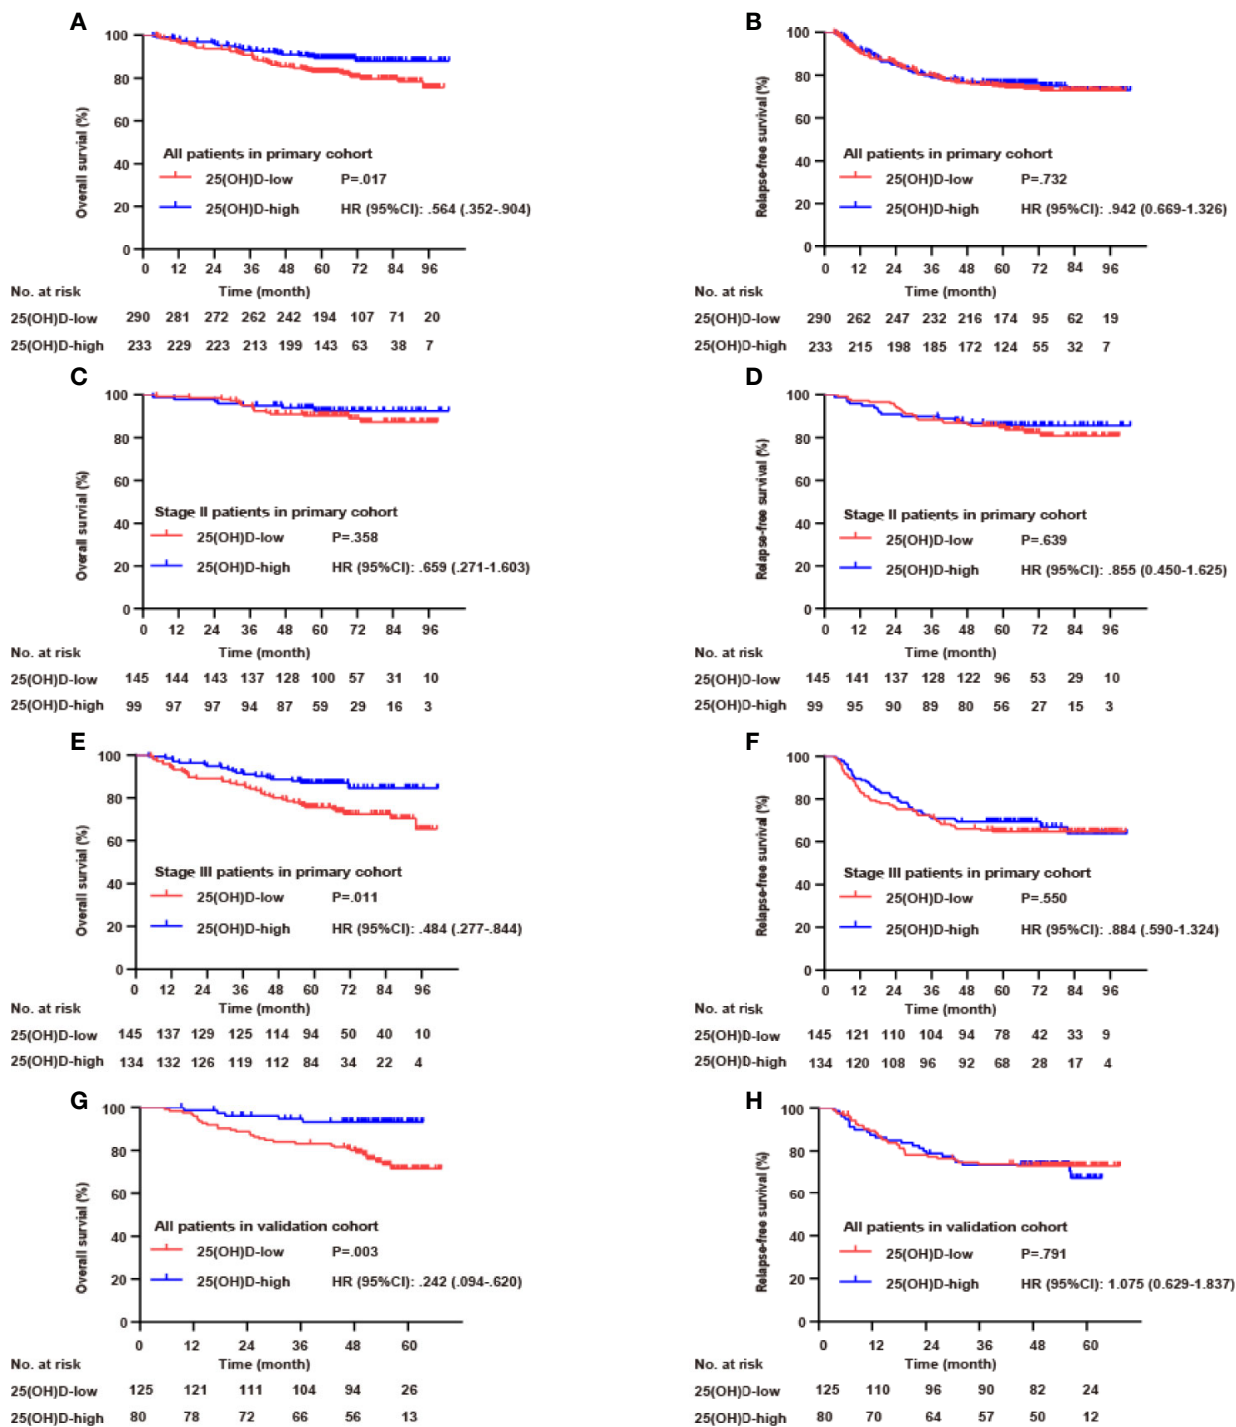 A
100
80
60
40
20
0
Overall survial (%)
All patients in primary cohort
25(OH)D-low P=.017
25(OH)D-high HR (95%CI): .564 (.352-.904)
0 12 24 36 48 60 72 84 96
No. at risk Time (month)
25(OH)D-low 290 281 272 262 242 194 107 71 20
25(OH)D-high 233 229 223 213 199 143 63 38 7
B
100
80
60
40
20
0
Relapse-free survival (%)
All patients in primary cohort
25(OH)D-low P=.732
25(OH)D-high HR (95%CI): .942 (0.669-1.326)
0 12 24 36 48 60 72 84 96
No. at risk Time (month)
25(OH)D-low 290 262 247 232 216 174 95 62 19
25(OH)D-high 233 215 198 185 172 124 55 32 7
C
100
80
60
40
20
0
Overall survial (%)
Stage II patients in primary cohort
25(OH)D-low P=.358
25(OH)D-high HR (95%CI): .659 (.271-1.603)
0 12 24 36 48 60 72 84 96
No. at risk Time (month)
25(OH)D-low 145 144 143 137 128 100 57 31 10
25(OH)D-high 99 97 97 94 87 59 29 16 3
D
100
80
60
40
20
0
Relapse-free survival (%)
Stage II patients in primary cohort
25(OH)D-low P=.639
25(OH)D-high HR (95%CI): .855 (0.450-1.625)
0 12 24 36 48 60 72 84 96
No. at risk Time (month)
25(OH)D-low 145 141 137 128 122 96 53 29 10
25(OH)D-high 99 95 90 89 80 56 27 15 3
E
100
80
60
40
20
0
Overall survial (%)
Stage III patients in primary cohort
25(OH)D-low P=.011
25(OH)D-high HR (95%CI): .484 (.277-.844)
0 12 24 36 48 60 72 84 96
No. at risk Time (month)
25(OH)D-low 145 137 129 125 114 94 50 40 10
25(OH)D-high 134 132 126 119 112 84 34 22 4
F
100
80
60
40
20
0
Relapse-free survival (%)
Stage III patients in primary cohort
25(OH)D-low P=.550
25(OH)D-high HR (95%CI): .884 (.590-1.324)
0 12 24 36 48 60 72 84 96
No. at risk Time (month)
25(OH)D-low 145 121 110 104 94 78 42 33 9
25(OH)D-high 134 120 108 96 92 68 28 17 4
G
100
80
60
40
20
0
Overall survial (%)
All patients in validation cohort
25(OH)D-low P=.003
25(OH)D-high HR (95%CI): .242 (.094-.620)
0 12 24 36 48 60
No. at risk Time (month)
25(OH)D-low 125 121 111 104 94 26
25(OH)D-high 80 78 72 66 56 13
H
100
80
60
40
20
0
Relapse-free survival (%)
All patients in validation cohort
25(OH)D-low P=.791
25(OH)D-high HR (95%CI): 1.075 (0.629-1.837)
0 12 24 36 48 60
No. at risk Time (month)
25(OH)D-low 125 110 96 90 82 24
25(OH)D-high 80 70 64 57 50 12